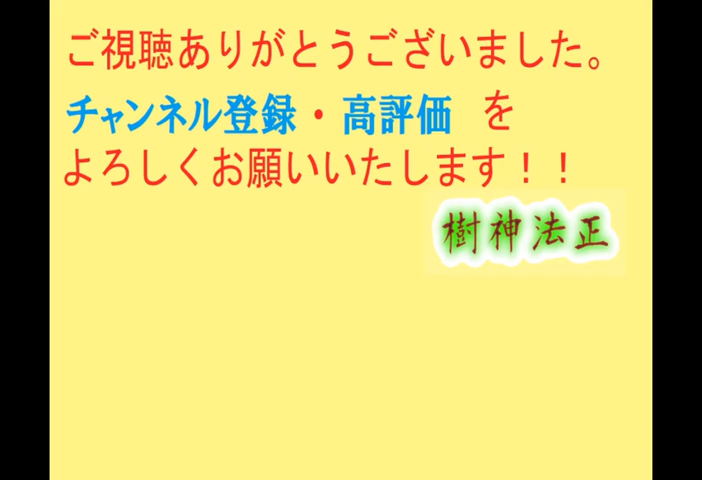 ご視聴ありがとうございました。
チャンネル登録・高評価 を
よろしくお願いいたします！！
樹神法正